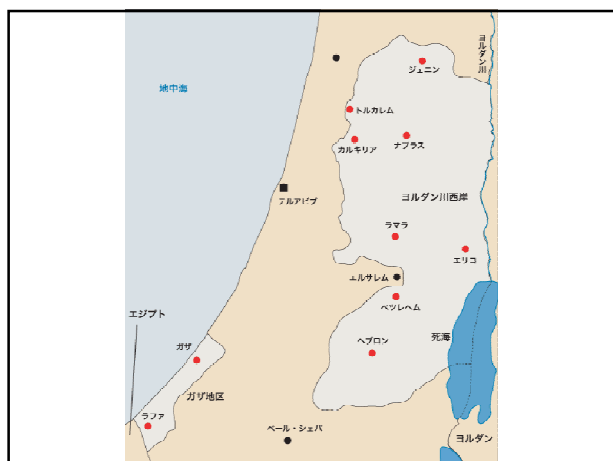 ヨルダン川
ジェニン
地中海
トルカレム
カルキリア
ナブラス
テルアビブ
ヨルダン川西岸
ラマラ
エリコ
エルサレム
ベツレヘム
エジプト
死海
ガザ
ヘブロン
ガザ地区
ラファ
ベール・シェバ
ヨルダン